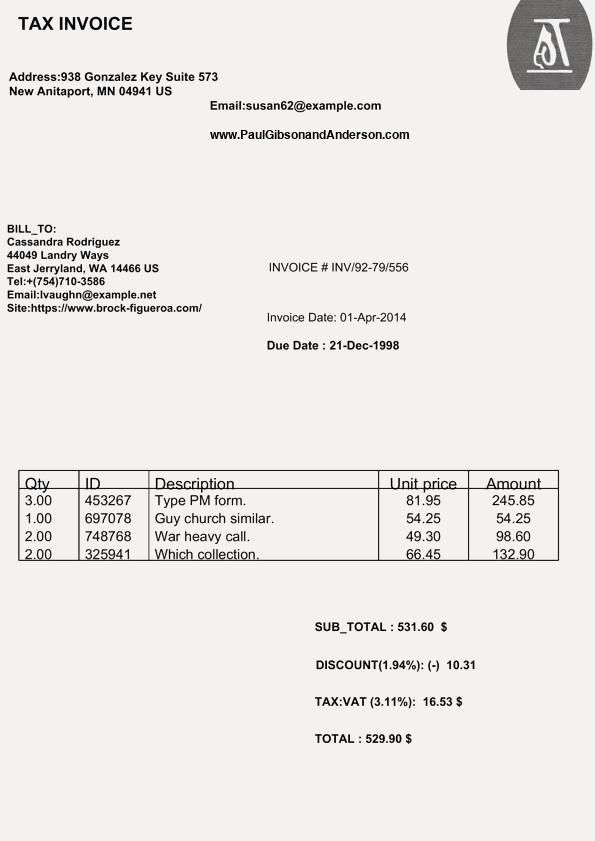 TAX INVOICE
Address:938 Gonzalez Key Suite 573
New Anitaport, MN 04941 US
Email:susan62@example.com
www.PaulGibsonandAnderson.com
BILL_TO:
Cassandra Rodriguez
44049 Landry Ways
East Jerryland, WA 14466 US
Tel:+(754)710-3586
Email:lvaughn@example.net
Site:https://www.brock-figueroa.com/
INVOICE # INV/92-79/556
Invoice Date: 01-Apr-2014
Due Date : 21-Dec-1998
Qty ID Description Unit price Amount
3.00 453267 Type PM form. 81.95 245.85
1.00 697078 Guy church similar. 54.25 54.25
2.00 748768 War heavy call. 49.30 98.60
2.00 325941 Which collection. 66.45 132.90
SUB_TOTAL : 531.60 $
DISCOUNT(1.94%): (-) 10.31
TAX:VAT (3.11%): 16.53 $
TOTAL : 529.90 $